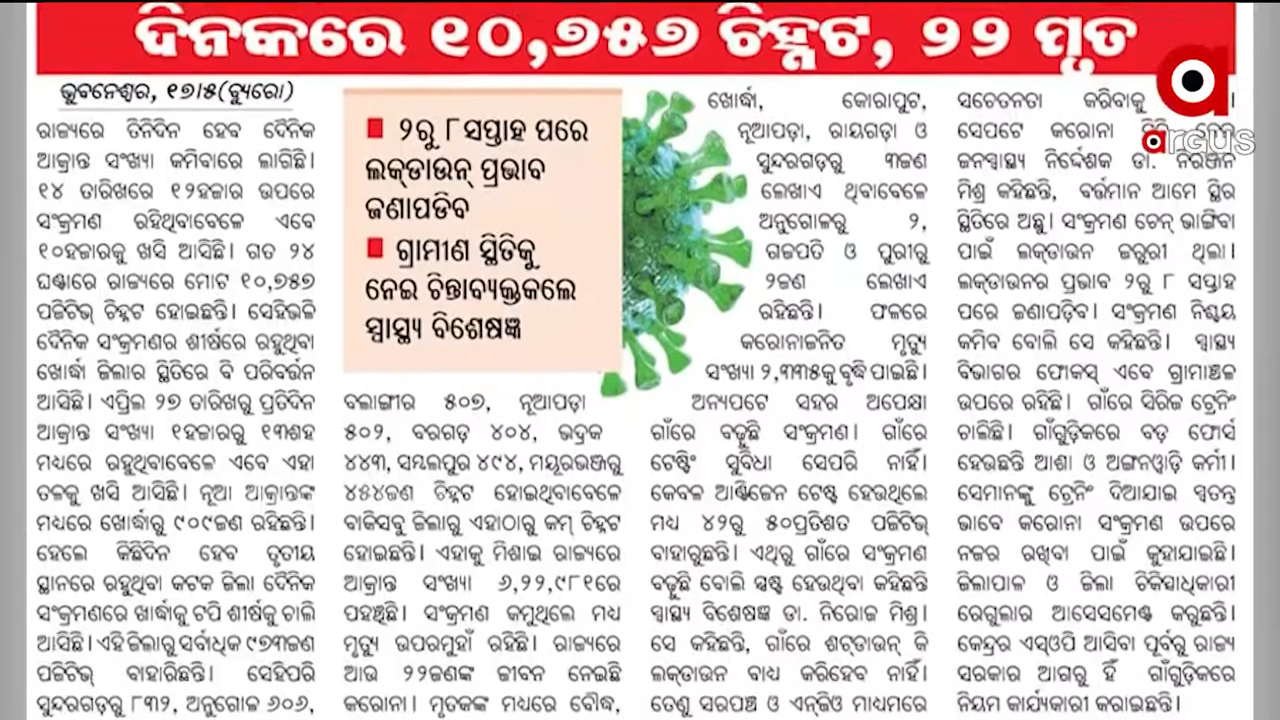 ଦିନକରେ ୧୦,୭୫୭ ଚିହ୍ନଟ, ୨୨ ମୃତ
argus
ଭୁବନେଶ୍ୱର, ୧୭।୫(ବ୍ୟୁରୋ)
ରାଜ୍ୟରେ ତିନିଦିନ ହେବ ଦୈନିକ
ଆକ୍ରାନ୍ତ ସଂଖ୍ୟା କମିବାରେ ଲାଗିଛି।
୧୪ ତାରିଖରେ ୧୨ହଜାର ଉପରେ
ସଂକ୍ରମଣ ରହିଥିବାବେଳେ ଏବେ
୧୦ହଜାରକୁ ଖସି ଆସିଛି। ଗତ ୨୪
ଘଣ୍ଟାରେ ରାଜ୍ୟରେ ମୋଟ ୧୦,୭୫୭
ପଜିଟିଭ୍ ଚିହ୍ନଟ ହୋଇଛନ୍ତି। ସେହିଭଳି
ଦୈନିକ ସଂକ୍ରମଣର ଶୀର୍ଷରେ ରହୁଥିବା
ଖୋର୍ଦ୍ଧା ଜିଲାର ସ୍ଥିତିରେ ବି ପରିବର୍ତ୍ତନ
ଆସିଛି। ଏପ୍ରିଲ ୨୭ ତାରିଖରୁ ପ୍ରତିଦିନ
ଆକ୍ରାନ୍ତ ସଂଖ୍ୟା ୧ହଜାରରୁ ୧୩ଶହ
ମଧ୍ୟରେ ରହୁଥିବାବେଳେ ଏବେ ଏହା
ତଳକୁ ଖସି ଆସିଛି। ନୂଆ ଆକ୍ରାନ୍ତଙ୍କ
ମଧ୍ୟରେ ଖୋର୍ଦ୍ଧାରୁ ୯୦୯ଜଣ ରହିଛନ୍ତି।
ହେଲେ କିଛିଦିନ ହେବ ତୃତୀୟ
ସ୍ଥାନରେ ରହୁଥିବା କଟକ ଜିଲା ଦୈନିକ
ସଂକ୍ରମଣରେ ଖାର୍ଦ୍ଧାକୁ ଟପି ଶୀର୍ଷକୁ ଚାଲି
ଆସିଛି। ଏହି ଜିଲାରୁ ସର୍ବାଧିକ ୯୭୩ଜଣ
ପଜିଟିଭ୍ ବାହାରିଛନ୍ତି। ସେହିପରି
ସୁନ୍ଦରଗଡ଼ରୁ ୮୩୨, ଅନୁଗୋଳ ୬୦୬,
■ ୨ରୁ ୮ ସପ୍ତାହ ପରେ
ଲକ୍‌ଡାଉନ୍ ପ୍ରଭାବ
ଜଣାପଡିବ
■ ଗ୍ରାମୀଣ ସ୍ଥିତିକୁ
ନେଇ ଚିନ୍ତାବ୍ୟକ୍ତକଲେ
ସ୍ୱାସ୍ଥ୍ୟ ବିଶେଷଜ୍ଞ
ବଲାଙ୍ଗୀର ୫୦୭, ନୂଆପଡ଼ା
୫୦୨, ବରଗଡ଼ ୪୦୪, ଭଦ୍ରକ
୪୪୩, ସମ୍ବଲପୁର ୪୯୪, ମୟୂରଭଞ୍ଜରୁ
୪୫୪ଜଣ ଚିହ୍ନଟ ହୋଇଥିବାବେଳେ
ବାକିସବୁ ଜିଲାରୁ ଏହାଠାରୁ କମ୍ ଚିହ୍ନଟ
ହୋଇଛନ୍ତି। ଏହାକୁ ମିଶାଇ ରାଜ୍ୟରେ
ଆକ୍ରାନ୍ତ ସଂଖ୍ୟା ୬,୨୨,୯୮୧ରେ
ପହଞ୍ଚିଛି। ସଂକ୍ରମଣ କମୁଥିଲେ ମଧ୍ୟ
ମୃତ୍ୟୁ ଉପରମୁହାଁ ରହିଛି। ରାଜ୍ୟରେ
ଆଉ ୨୨ଜଣଙ୍କ ଜୀବନ ନେଇଛି
କରୋନା। ମୃତକଙ୍କ ମଧ୍ୟରେ ବୌଦ୍ଧ,
ଖୋର୍ଦ୍ଧା, କୋରାପୁଟ,
ନୂଆପଡ଼ା, ରାୟଗଡ଼ା ଓ
ସୁନ୍ଦରଗଡ଼ରୁ ୩ଜଣ
ଲେଖାଏ ଥିବାବେଳେ
ଅନୁଗୋଳରୁ ୨,
ଗଜପତି ଓ ପୁରୀରୁ
୨ଜଣ ଲେଖାଏ
ରହିଛନ୍ତି। ଫଳରେ
କରୋନାଜନିତ ମୃତ୍ୟୁ
ସଂଖ୍ୟା ୨,୩୩୫କୁ ବୃଦ୍ଧି ପାଇଛି।
ଅନ୍ୟପଟେ ସହର ଅପେକ୍ଷା
ଗାଁରେ ବଢ଼ୁଛି ସଂକ୍ରମଣ। ଗାଁରେ
ଟେଷ୍ଟିଂ ସୁବିଧା ସେପରି ନାହିଁ।
କେବଳ ଆଣ୍ଟିଜେନ ଟେଷ୍ଟ ହେଉଥିଲେ
ମଧ୍ୟ ୪୨ରୁ ୫୦ପ୍ରତିଶତ ପଜିଟିଭ୍
ବାହାରୁଛନ୍ତି। ଏଥିରୁ ଗାଁରେ ସଂକ୍ରମଣ
ବଢ଼ୁଛି ବୋଲି ସ୍ପଷ୍ଟ ହେଉଥିବା କହିଛନ୍ତି
ସ୍ୱାସ୍ଥ୍ୟ ବିଶେଷଜ୍ଞ ଡା. ନିରୋଜ ମିଶ୍ର।
ସେ କହିଛନ୍ତି, ଗାଁରେ ଶଟ୍‌ଡାଉନ୍ କି
ଲକ୍‌ଡାଉନ ବାଧ୍ୟ କରିହେବ ନାହିଁ।
ତେଣୁ ସରପଞ୍ଚ ଓ ଏନ୍‌ଜିଓ ମାଧ୍ୟମରେ
ସଚେତନତା କରିବାକୁ
ସେପଟେ କରୋନା
ଜନସ୍ୱାସ୍ଥ୍ୟ ନିର୍ଦ୍ଦେଶକ ଡା. ନିରଞ୍ଜନ
ମିଶ୍ର କହିଛନ୍ତି, ବର୍ତ୍ତମାନ ଆମେ ସ୍ଥିର
ସ୍ଥିତିରେ ଅଛୁ। ସଂକ୍ରମଣ ଚେନ୍ ଭାଙ୍ଗିବା
ପାଇଁ ଲକ୍‌ଡାଉନ ଜରୁରୀ ଥିଲା।
ଲକ୍‌ଡାଉନର ପ୍ରଭାବ ୨ରୁ ୮ ସପ୍ତାହ
ପରେ ଜଣାପଡ଼ିବ। ସଂକ୍ରମଣ ନିଶ୍ଚୟ
କମିବ ବୋଲି ସେ କହିଛନ୍ତି। ସ୍ୱାସ୍ଥ୍ୟ
ବିଭାଗର ଫୋକସ୍ ଏବେ ଗ୍ରାମାଞ୍ଚଳ
ଉପରେ ରହିଛି। ଗାଁରେ ସିରିଜ ଟ୍ରେନିଂ
ଚାଲିଛି। ଗାଁଗୁଡ଼ିକରେ ବଡ଼ ଫୋର୍ସ
ହେଉଛନ୍ତି ଆଶା ଓ ଅଙ୍ଗନୱାଡ଼ି କର୍ମୀ।
ସେମାନଙ୍କୁ ଟ୍ରେନିଂ ଦିଆଯାଇ ସ୍ୱତନ୍ତ୍ର
ଭାବେ କରୋନା ସଂକ୍ରମଣ ଉପରେ
ନଜର ରଖିବା ପାଇଁ କୁହାଯାଇଛି।
ଜିଲାପାଳ ଓ ଜିଲା ଚିକିତ୍ସାଧିକାରୀ
ରେଗୁଲାର ଆସେସମେଣ୍ଟ କରୁଛନ୍ତି।
କେନ୍ଦ୍ରର ଏସ୍‌ଓପି ଆସିବା ପୂର୍ବରୁ ରାଜ୍ୟ
ସରକାର ଆଗରୁ ହିଁ ଗାଁଗୁଡ଼ିକରେ
ନିୟମ କାର୍ଯ୍ୟକାରୀ କରାଇଛନ୍ତି।